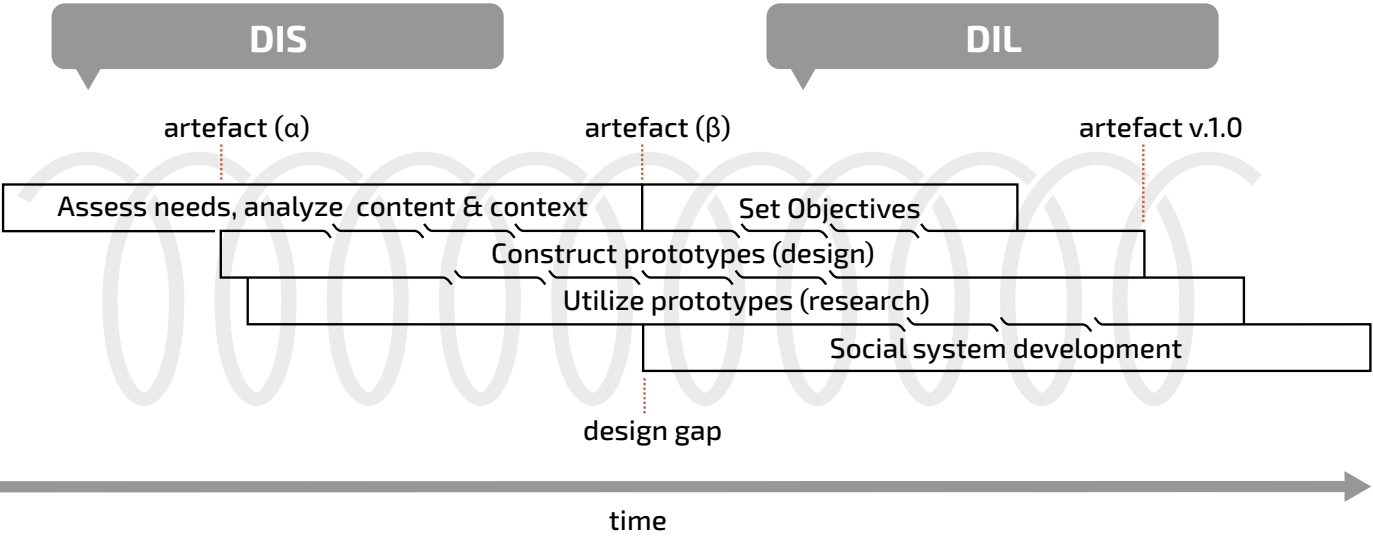 DIS
DIL
artefact (α)
artefact (β)
artefact v.1.0
Assess needs, analyze content & context
Set Objectives
Construct prototypes (design)
Utilize prototypes (research)
Social system development
design gap
time